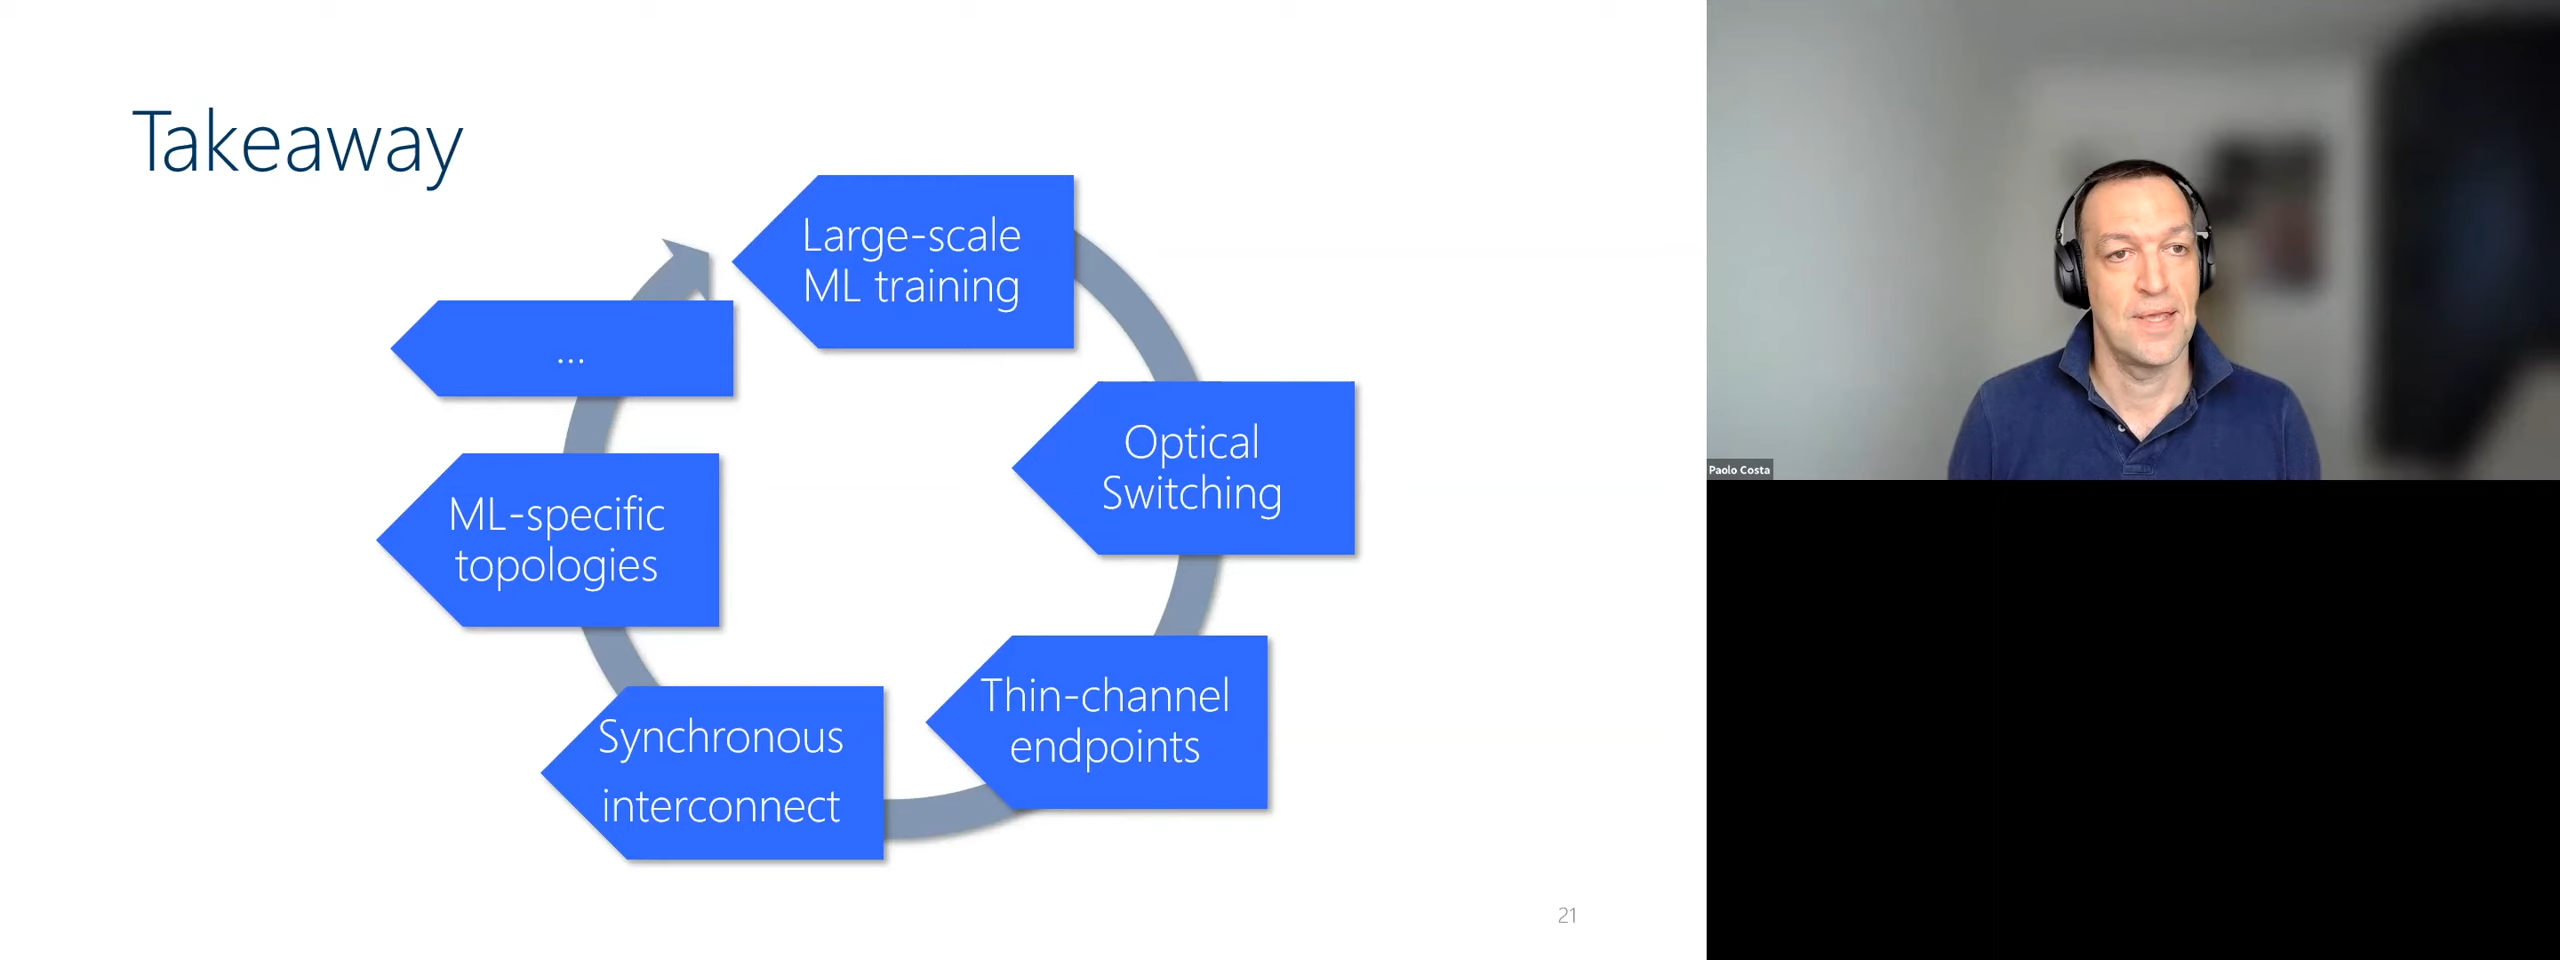 Takeaway
Large-scale
ML training
Optical
Switching
Thin-channel
endpoints
Synchronous
interconnect
ML-specific
topologies
...
21
Paolo Costa